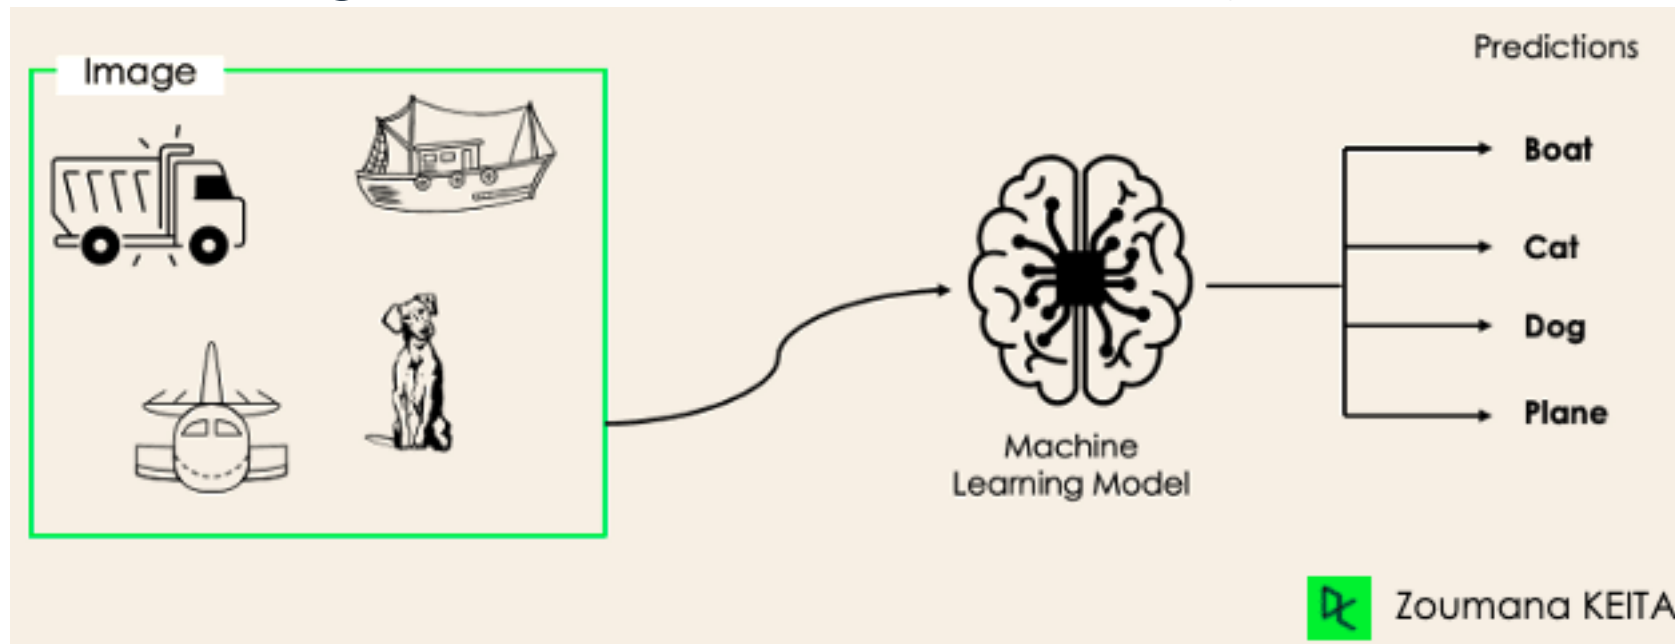 Image
Predictions
Boat
Cat
Dog
Plane
Machine
Learning Model
Zoumana KEITA